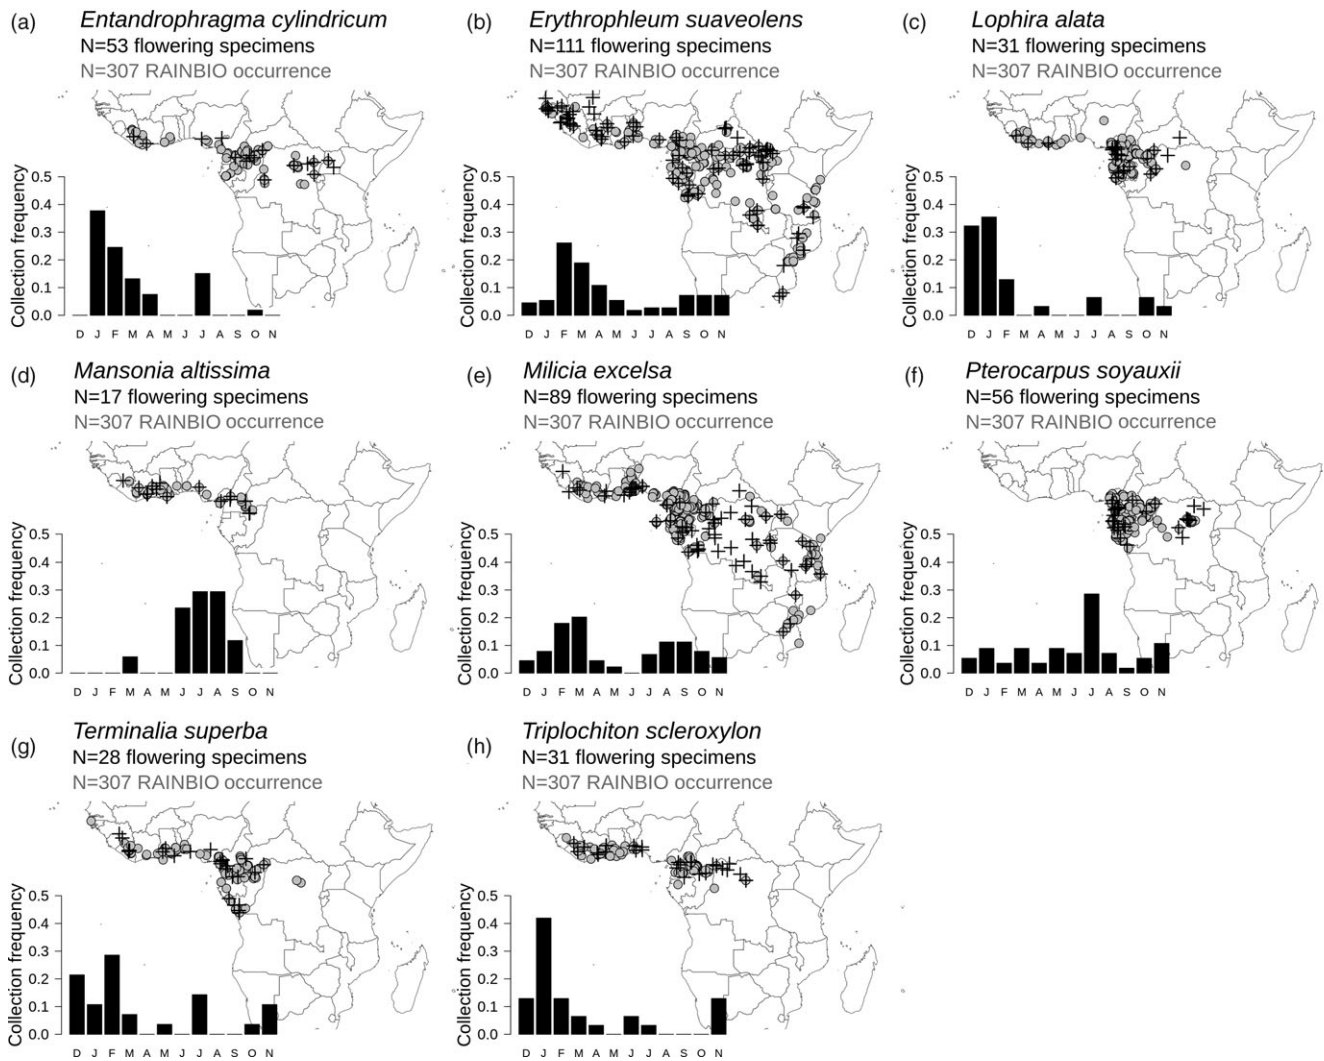 (a) Entandrophragma cylindricum
N=53 flowering specimens
N=307 RAINBIO occurrence
Collection frequency
0.5
0.4
0.3
0.2
0.1
0.0
D J F M A M J J A S O N
(b) Erythrophleum suaveolens
N=111 flowering specimens
N=307 RAINBIO occurrence
Collection frequency
0.5
0.4
0.3
0.2
0.1
0.0
D J F M A M J J A S O N
(c) Lophira alata
N=31 flowering specimens
N=307 RAINBIO occurrence
Collection frequency
0.5
0.4
0.3
0.2
0.1
0.0
D J F M A M J J A S O N
(d) Mansonia altissima
N=17 flowering specimens
N=307 RAINBIO occurrence
Collection frequency
0.5
0.4
0.3
0.2
0.1
0.0
D J F M A M J J A S O N
(e) Milicia excelsa
N=89 flowering specimens
N=307 RAINBIO occurrence
Collection frequency
0.5
0.4
0.3
0.2
0.1
0.0
D J F M A M J J A S O N
(f) Pterocarpus soyauxii
N=56 flowering specimens
N=307 RAINBIO occurrence
Collection frequency
0.5
0.4
0.3
0.2
0.1
0.0
D J F M A M J J A S O N
(g) Terminalia superba
N=28 flowering specimens
N=307 RAINBIO occurrence
Collection frequency
0.5
0.4
0.3
0.2
0.1
0.0
D J F M A M J J A S O N
(h) Triplochiton scleroxylon
N=31 flowering specimens
N=307 RAINBIO occurrence
Collection frequency
0.5
0.4
0.3
0.2
0.1
0.0
D J F M A M J J A S O N